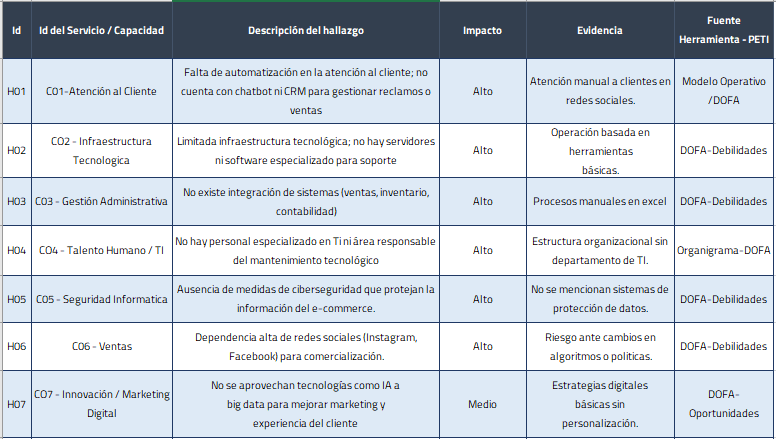 Id
Id del Servicio / Capacidad
Descripción del hallazgo
Impacto
Evidencia
Fuente
Herramienta - PETI
H01
C01-Atención al Cliente
Falta de automatización en la atención al cliente; no
cuenta con chatbot ni CRM para gestionar reclamos o
ventas
Alto
Atención manual a clientes en
redes sociales.
Modelo Operativo
/DOFA
H02
CO2 - Infraestructura
Tecnologica
Limitada infraestructura tecnológica; no hay servidores
ni software especializado para soporte
Alto
Operación basada en
herramientas
básicas.
DOFA-Debilidades
H03
C03 - Gestión Administrativa
No existe integración de sistemas (ventas, inventario,
contabilidad)
Alto
Procesos manuales en excel
DOFA-Debilidades
H04
CO4 - Talento Humano / TI
No hay personal especializado en Ti ni área responsable
del mantenimiento tecnológico
Alto
Estructura organizacional sin
departamento de TI.
Organigrama-DOFA
H05
C05 - Seguridad Informatica
Ausencia de medidas de ciberseguridad que protejan la
información del e-commerce.
Alto
No se mencionan sistemas de
protección de datos.
DOFA-Debilidades
H06
C06 - Ventas
Dependencia alta de redes sociales (Instagram,
Facebook) para comercialización.
Alto
Riesgo ante cambios en
algoritmos o politicas.
DOFA-Debilidades
H07
CO7 - Innovación / Marketing
Digital
No se aprovechan tecnologías como IA a
big data para mejorar marketing y
experiencia del cliente
Medio
Estrategias digitales
básicas sin
personalización.
DOFA-
Oportunidades